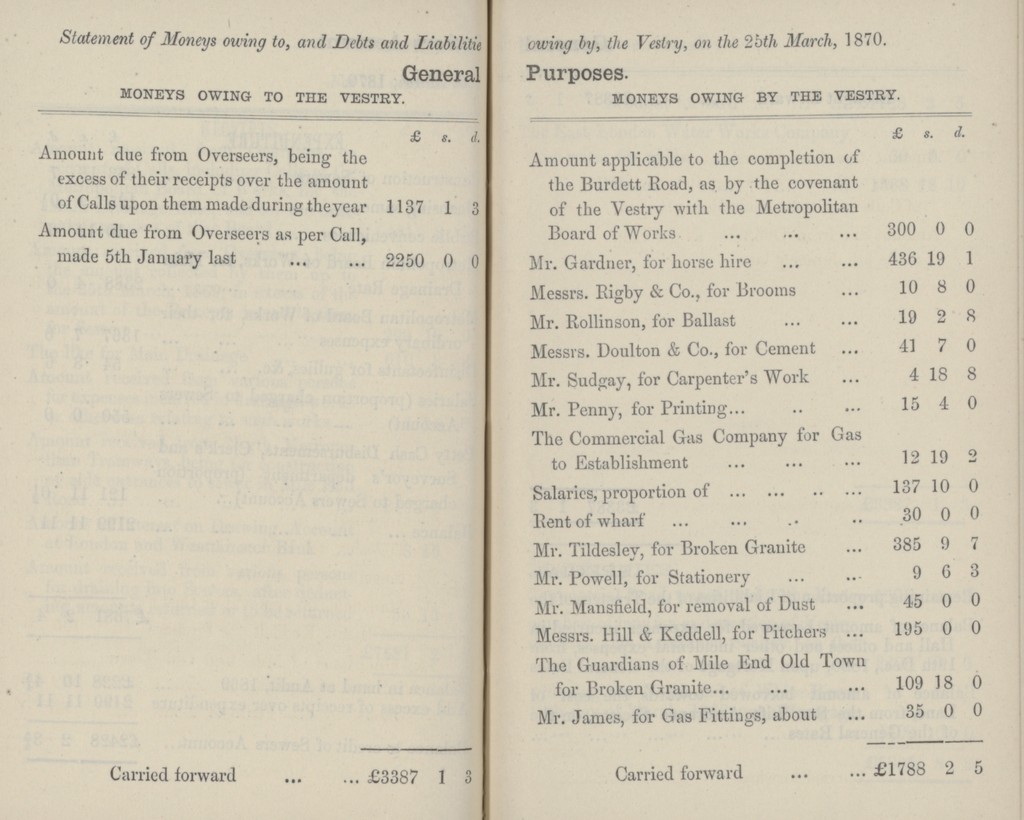 Statement of Moneys owing to, and Debts and Liabilitie
General
MONEYS OWING TO THE VESTRY.
£ s. d.
Amount due from Overseers, being the
excess of their receipts over the amount
of Calls upon them made during the year 1137 1 3
Amount due from Overseers as per Call,
made 5th January last ... ... 2250 0 0
Carried forward ... ... £3387 1 3
owing by, the Vestry, on the 25th March, 1870.
Purposes.
MONEYS OWING BY THE VESTRY.
£ s. d.
Amount applicable to the completion of
the Burdett Road, as by the covenant
of the Vestry with the Metropolitan
Board of Works ... ... ... 300 0 0
Mr. Gardner, for horse hire ... ... 436 19 1
Messrs. Rigby & Co., for Brooms ... 10 8 0
Mr. Rollinson, for Ballast ... ... 19 2 8
Messrs. Doulton & Co., for Cement ... 41 7 0
Mr. Sudgay, for Carpenter's Work ... 4 18 8
Mr. Penny, for Printing... .. ... 15 4 0
The Commercial Gas Company for Gas
to Establishment ... ... ... 12 19 2
Salaries, proportion of ... ... .. ... 137 10 0
Rent of wharf ... ... .. .. 30 0 0
Mr. Tildesley, for Broken Granite ... 385 9 7
Mr. Powell, for Stationery ... ... 9 6 3
Mr. Mansfield, for removal of Dust ... 45 0 0
Messrs. Hill & Keddell, for Pitchers ... 195 0 0
The Guardians of Mile End Old Town
for Broken Granite... ... ... 109 18 0
Mr. James, for Gas Fittings, about ... 35 0 0
Carried forward ... ... £1788 2 5